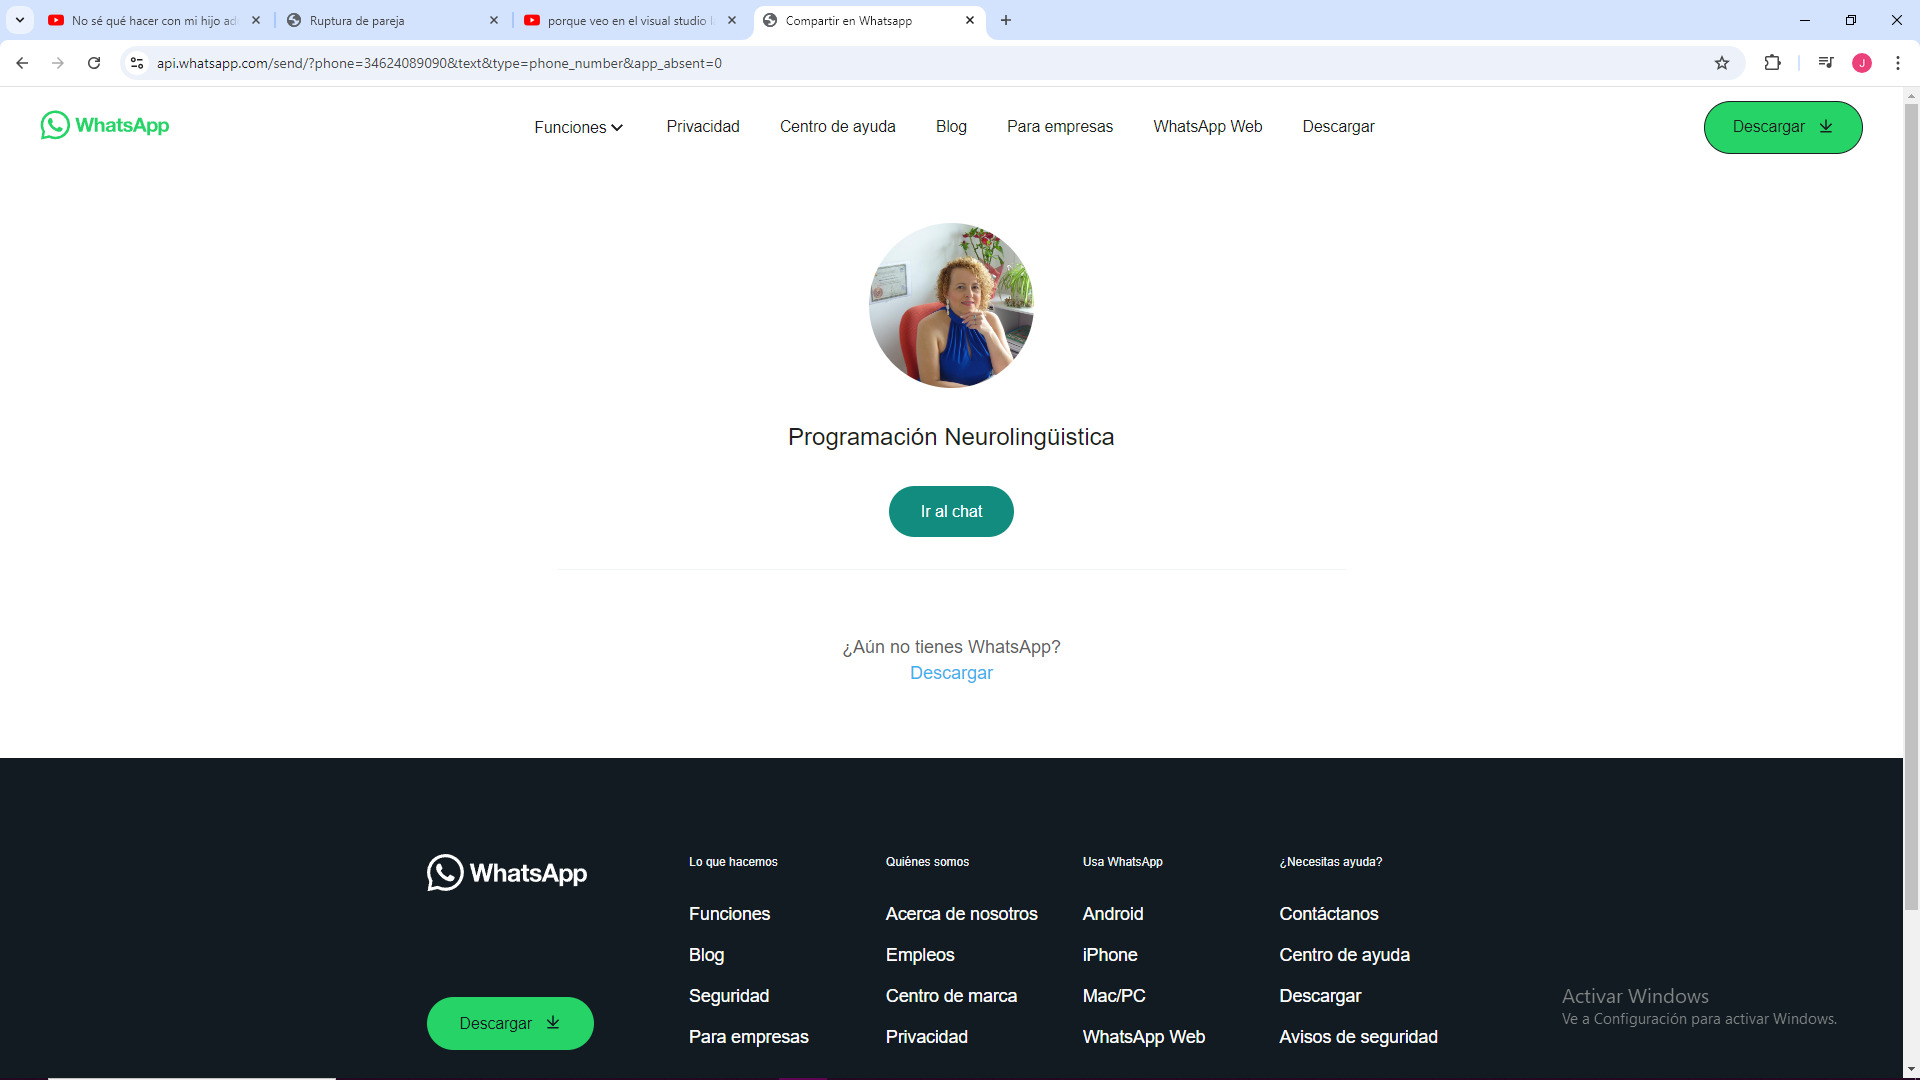 No sé qué hacer con mi hijo ad
Ruptura de pareja
porque veo en el visual studio l
Compartir en Whatsapp
api.whatsapp.com/send/?phone=34624089090&text&type=phone_number&app_absent=0
J
WhatsApp
Funciones
Privacidad
Centro de ayuda
Blog
Para empresas
WhatsApp Web
Descargar
Descargar
Programación Neurolingüistica
Ir al chat
¿Aún no tienes WhatsApp?
Descargar
WhatsApp
Descargar
Lo que hacemos
Funciones
Blog
Seguridad
Para empresas
Quiénes somos
Acerca de nosotros
Empleos
Centro de marca
Privacidad
Usa WhatsApp
Android
iPhone
Mac/PC
WhatsApp Web
¿Necesitas ayuda?
Contáctanos
Centro de ayuda
Descargar
Avisos de seguridad
Activar Windows
Ve a Configuración para activar Windows.